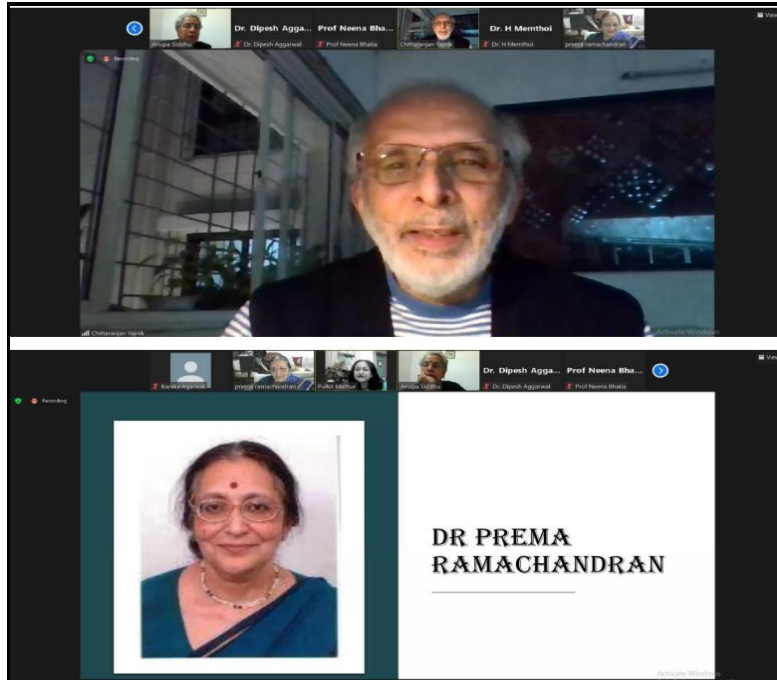 View
Dr. Dipesh Agga... Prof Neena Bha... Dr. H Memthoi
Anupa Siddhu Dr. Dipesh Aggarwal Prof Neena Bhatia Chittaranjan Yajnik Dr. H Memthoi prema ramachandran
Recording
Chittaranjan Yajnik
Activate Windows
View
Dr. Dipesh Agga... Prof Neena Bha...
Kanika Agarwal prema ramachandran Pulkit Mathur Anupa Siddhu Dr. Dipesh Aggarwal Prof Neena Bhatia
Recording
DR PREMA
RAMACHANDRAN
Activate Windows